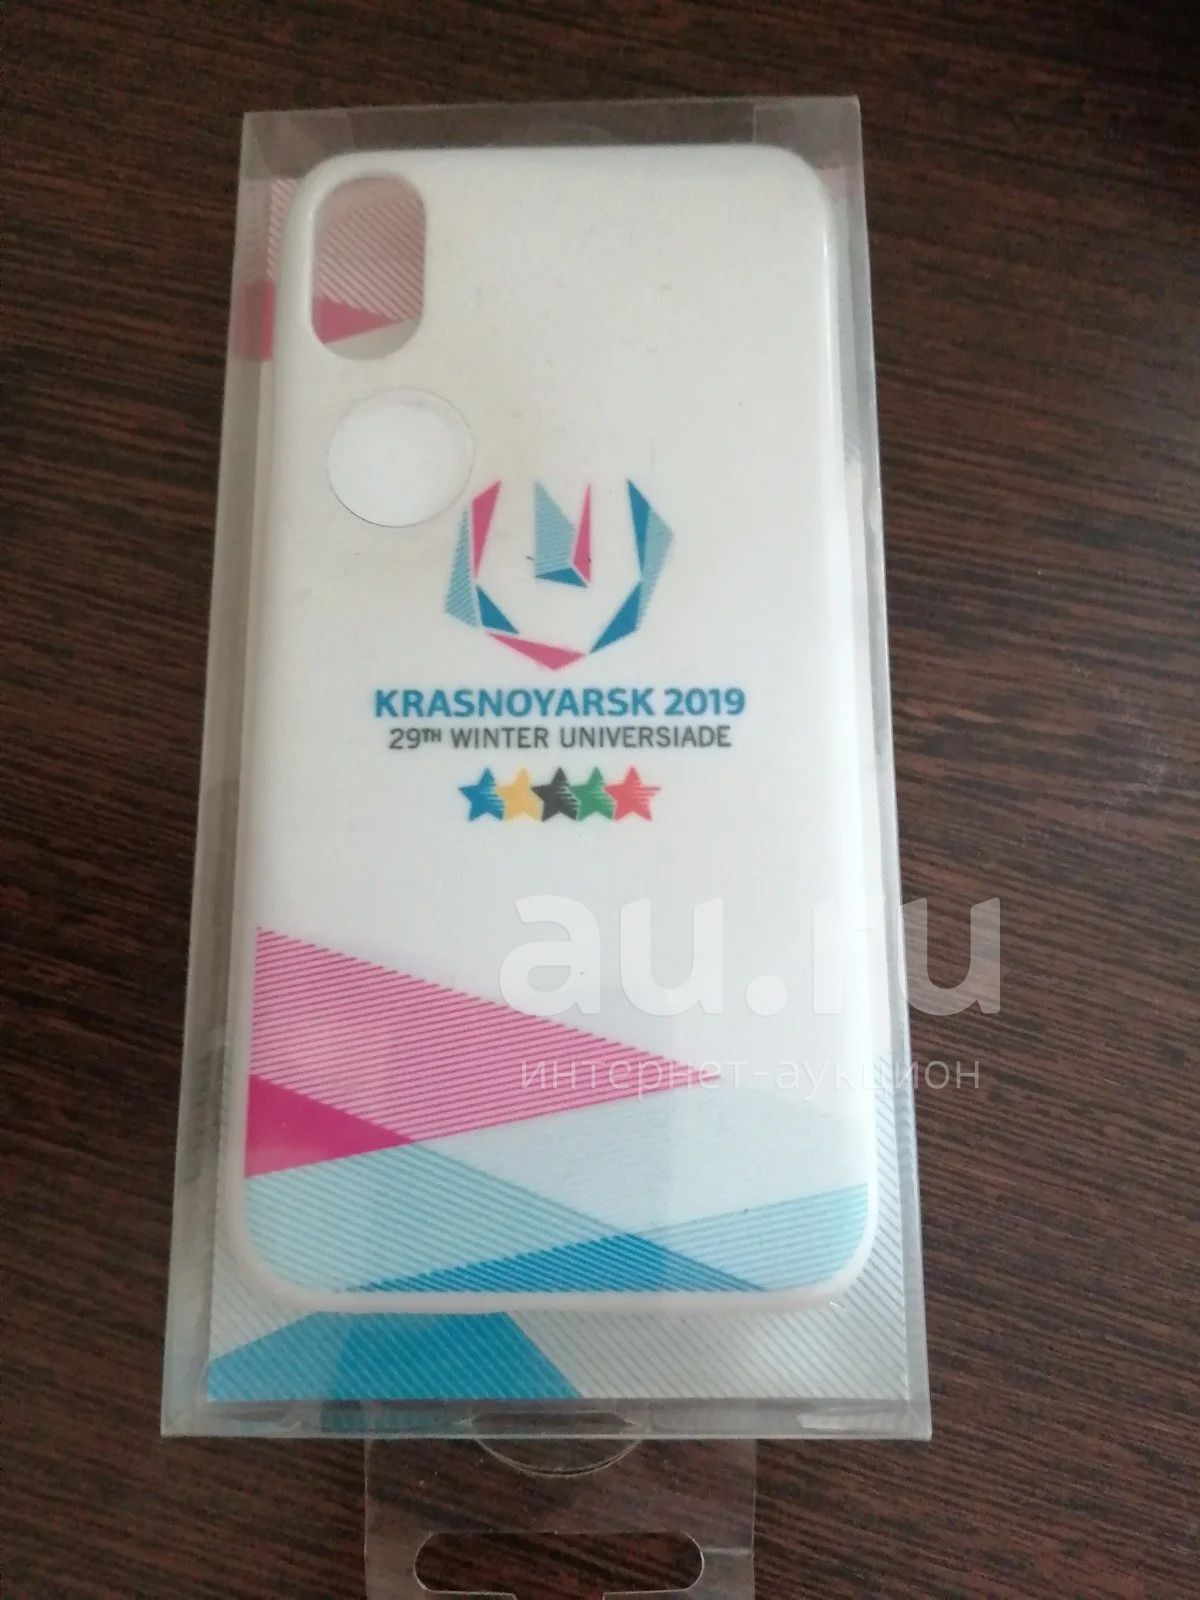 KRASNOYARSK 2019
29TH WINTER UNIVERSIADE
au.ru
интернет-аукцион